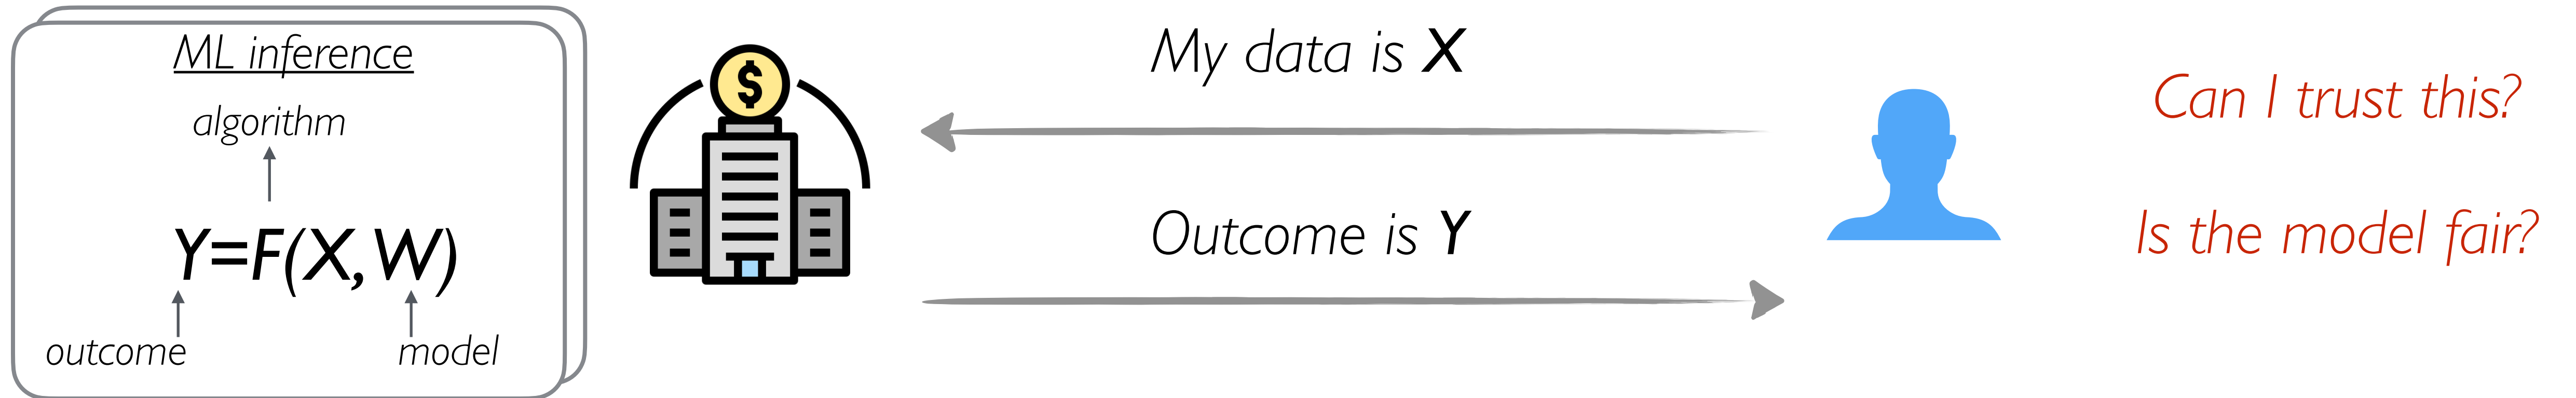 ML inference
algorithm
Y=F(X,W)
outcome
model
$
My data is X
Outcome is Y
Can I trust this?
Is the model fair?